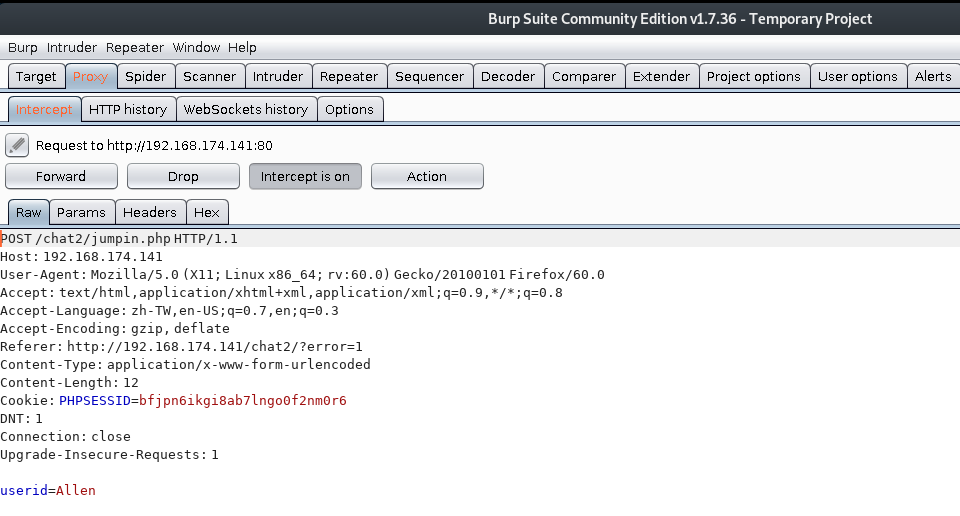 Burp Suite Community Edition v1.7.36 - Temporary Project
Burp Intruder Repeater Window Help
Target Proxy Spider Scanner Intruder Repeater Sequencer Decoder Comparer Extender Project options User options Alerts
Intercept HTTP history WebSockets history Options
Request to http://192.168.174.141:80
Forward Drop Intercept is on Action
Raw Params Headers Hex
POST /chat2/jumpin.php HTTP/1.1
Host: 192.168.174.141
User-Agent: Mozilla/5.0 (X11; Linux x86_64; rv:60.0) Gecko/20100101 Firefox/60.0
Accept: text/html,application/xhtml+xml,application/xml;q=0.9,*/*;q=0.8
Accept-Language: zh-TW,en-US;q=0.7,en;q=0.3
Accept-Encoding: gzip, deflate
Referer: http://192.168.174.141/chat2/?error=1
Content-Type: application/x-www-form-urlencoded
Content-Length: 12
Cookie: PHPSESSID=bfjpn6ikgi8ab7lngo0f2nm0r6
DNT: 1
Connection: close
Upgrade-Insecure-Requests: 1
userid=Allen